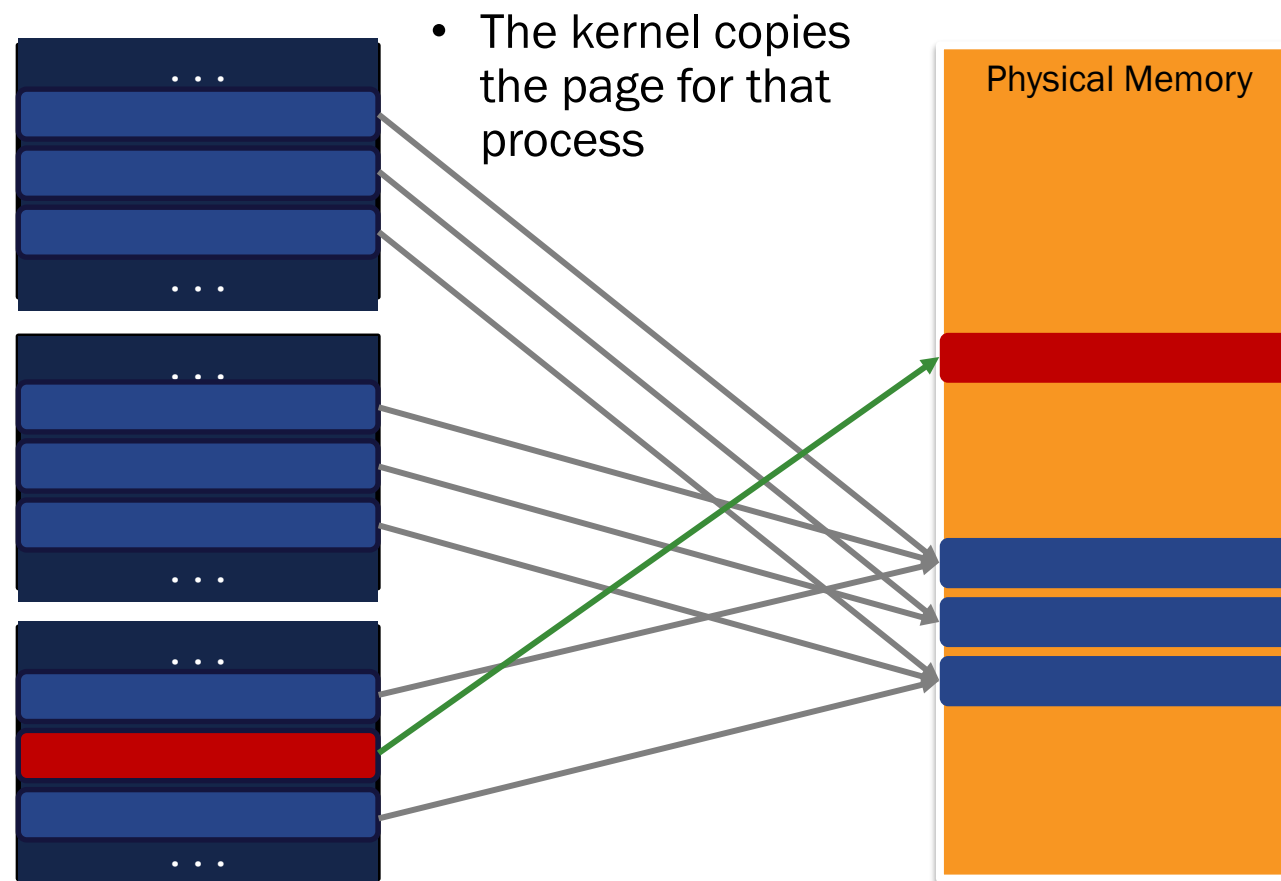 • The kernel copies
the page for that
process
Physical Memory
. . .
. . .
. . .
. . .
. . .
. . .